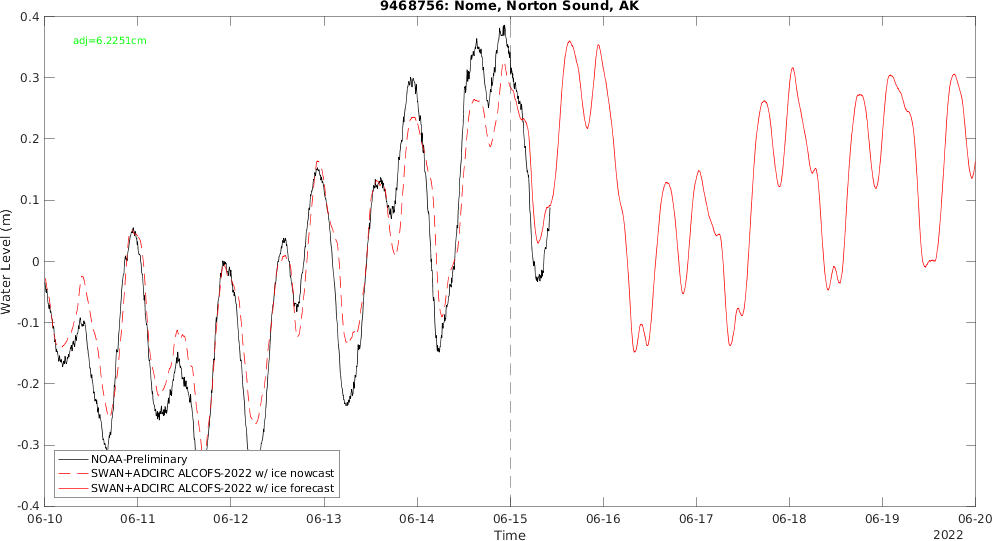 9468756: Nome, Norton Sound, AK
adj=6.2251cm
0.4
0.3
0.2
0.1
0
-0.1
-0.2
-0.3
-0.4
Water Level (m)
NOAA-Preliminary
SWAN+ADCIRC ALCOFS-2022 w/ ice nowcast
SWAN+ADCIRC ALCOFS-2022 w/ ice forecast
06-10 06-11 06-12 06-13 06-14 06-15 06-16 06-17 06-18 06-19 06-20
Time
2022